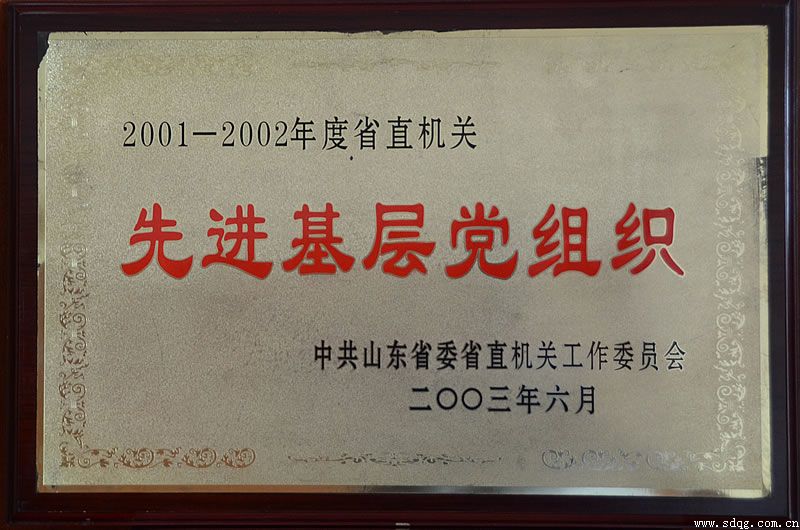 2001－2002年度省直机关
先进基层党组织
中共山东省委省直机关工作委员会
二〇〇三年六月
www.sdqg.com.cn